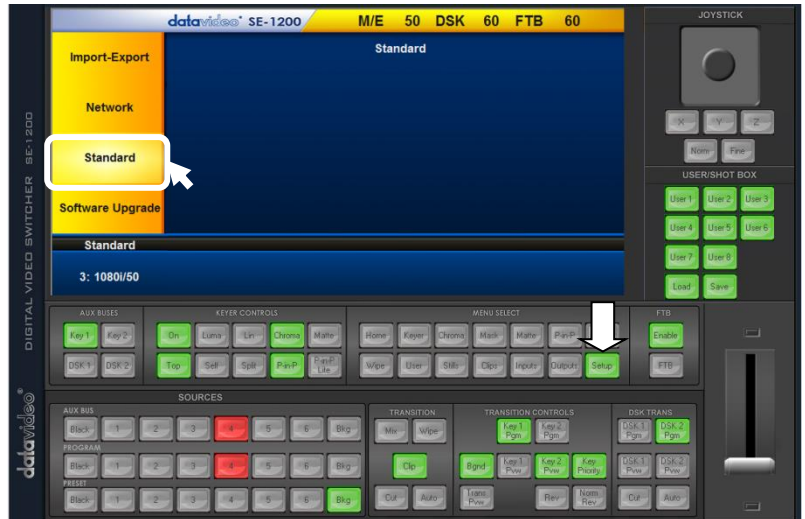 datavideo® SE-1200 M/E 50 DSK 60 FTB 60
Standard
Import-Export
Network
Standard
Software Upgrade
Standard
3: 1080i/50
DIGITAL VIDEO SWITCHER SE-1200
datavideo®
JOYSTICK
X Y Z
Norm Fine
USER/SHOT BOX
User 1 User 2 User 3
User 4 User 5 User 6
User 7 User 8
Load Save
AUX BUSES
Key 1 Key 2
DSK 1 DSK 2
KEYER CONTROLS
On Luma Lin Chroma Matte
Top Self Split P-in-P P-in-P Lite
MENU SELECT
Home Keyer Chroma Mask Matte P-in-P
Wipe User Stills Clips Inputs Outputs Setup
FTB
Enable
FTB
SOURCES
AUX BUS
Black 1 2 3 4 5 6 Bkg
PROGRAM
Black 1 2 3 4 5 6 Bkg
PRESET
Black 1 2 3 4 5 6 Bkg
TRANSITION
Mix Wipe
Clip
Cut Auto
TRANSITION CONTROLS
Key 1 Pgm Key 2 Pgm
Bgnd Key 1 Pvw Key 2 Pvw Key Priority
Trans Pvw Rev Norm Rev
DSK TRANS
DSK 1 Pgm DSK 2 Pgm
DSK 1 Pvw DSK 2 Pvw
Cut Auto